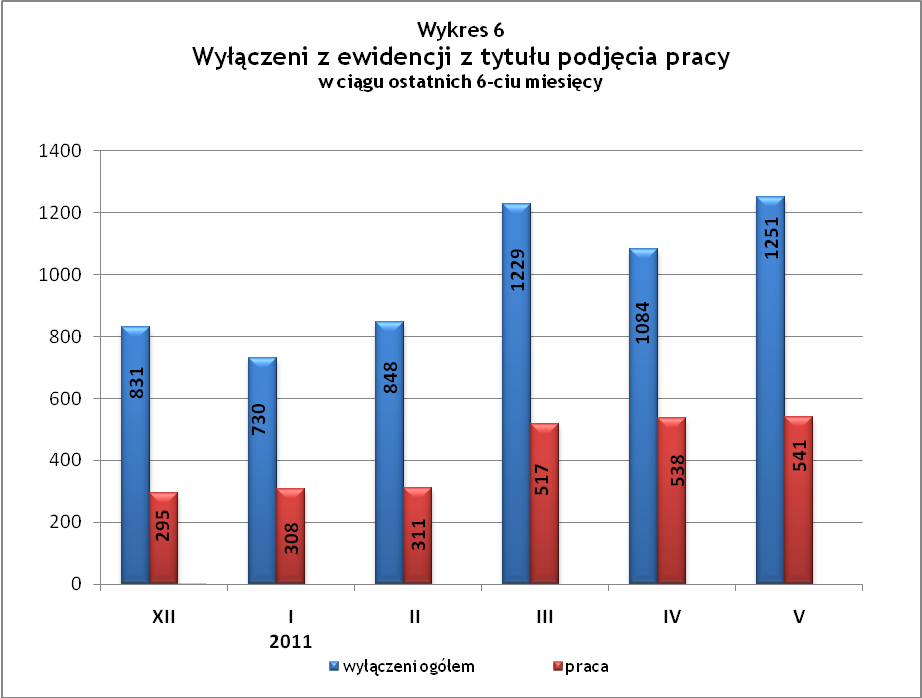 Wykres 6
Wyłączeni z ewidencji z tytułu podjęcia pracy
w ciągu ostatnich 6-ciu miesięcy
1400
1200
1000
800
600
400
200
0
831
295
730
308
848
311
1229
517
1084
538
1251
541
XII
I
II
III
IV
V
2011
wyłączeni ogółem
praca